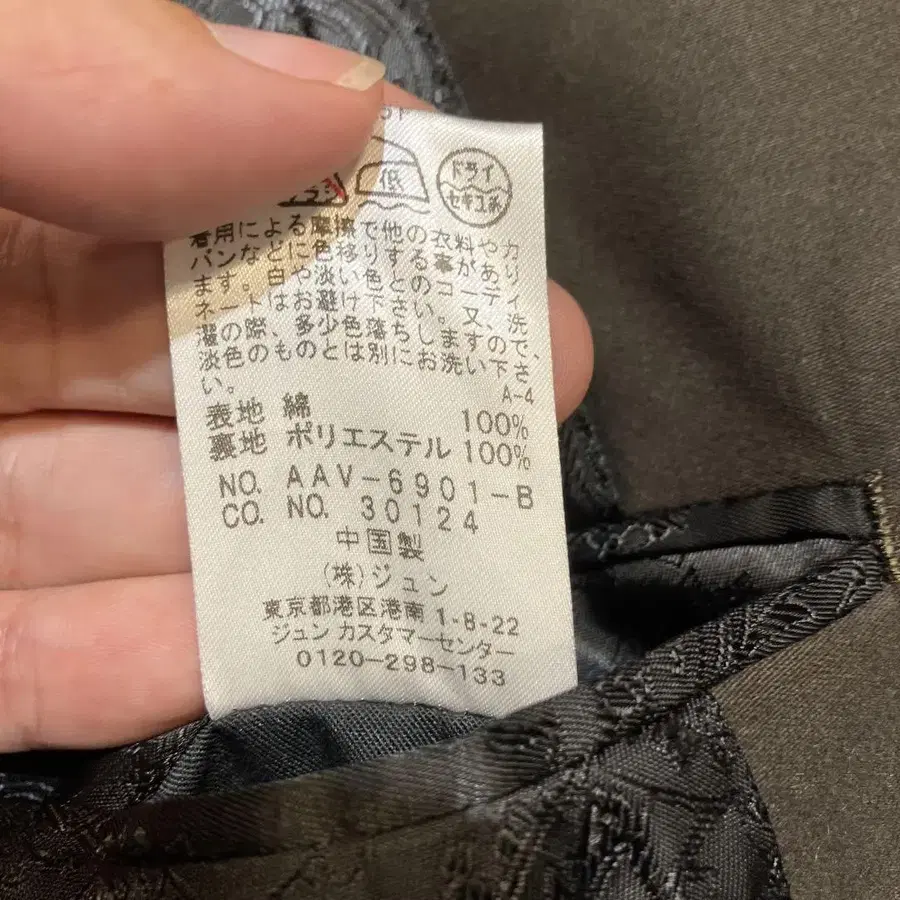 低
ドライ
セキユ系
着用による摩擦で他の衣料やカ
バンなどに色移りする事があり
ます。白や淡い色とのコーディ
ネートはお避け下さい。又、洗
濯の際、多少色落ちしますので、
淡色のものとは別にお洗い下さ
い。
A-4
表地 綿 100%
裏地 ポリエステル 100%
NO. AAV-6901-B
CO. NO. 30124
中国製
(株)ジュン
東京都港区港南 1-8-22
ジュン カスタマーセンター
0120-298-133